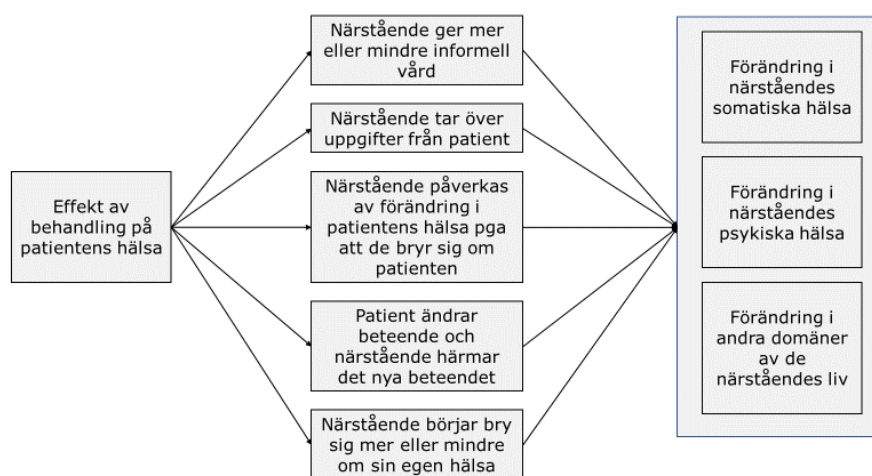 Effekt av
behandling på
patientens hälsa
Närstående ger mer
eller mindre informell
vård
Närstående tar över
uppgifter från patient
Närstående påverkas
av förändring i
patientens hälsa pga
att de bryr sig om
patienten
Patient ändrar
beteende och
närstående härmar
det nya beteendet
Närstående börjar bry
sig mer eller mindre
om sin egen hälsa
Förändring i
närståendes
somatiska hälsa
Förändring i
närståendes
psykiska hälsa
Förändring i
andra domäner
av de
närståendes liv